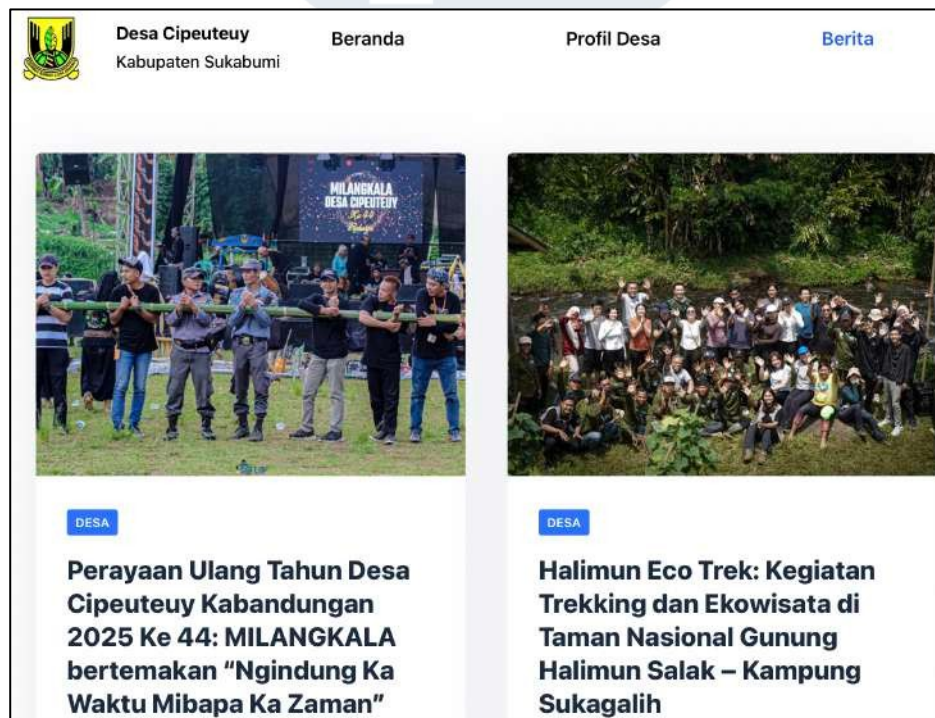 Desa Cipeuteuy
Kabupaten Sukabumi
Beranda
Profil Desa
Berita
MILANGKALA
DESA CIPEUTEUY
Ke 44
DESA
Perayaan Ulang Tahun Desa
Cipeuteuy Kabandungan
2025 Ke 44: MILANGKALA
bertemakan “Ngindung Ka
Waktu Mibapa Ka Zaman”
DESA
Halimun Eco Trek: Kegiatan
Trekking dan Ekowisata di
Taman Nasional Gunung
Halimun Salak – Kampung
Sukagalih